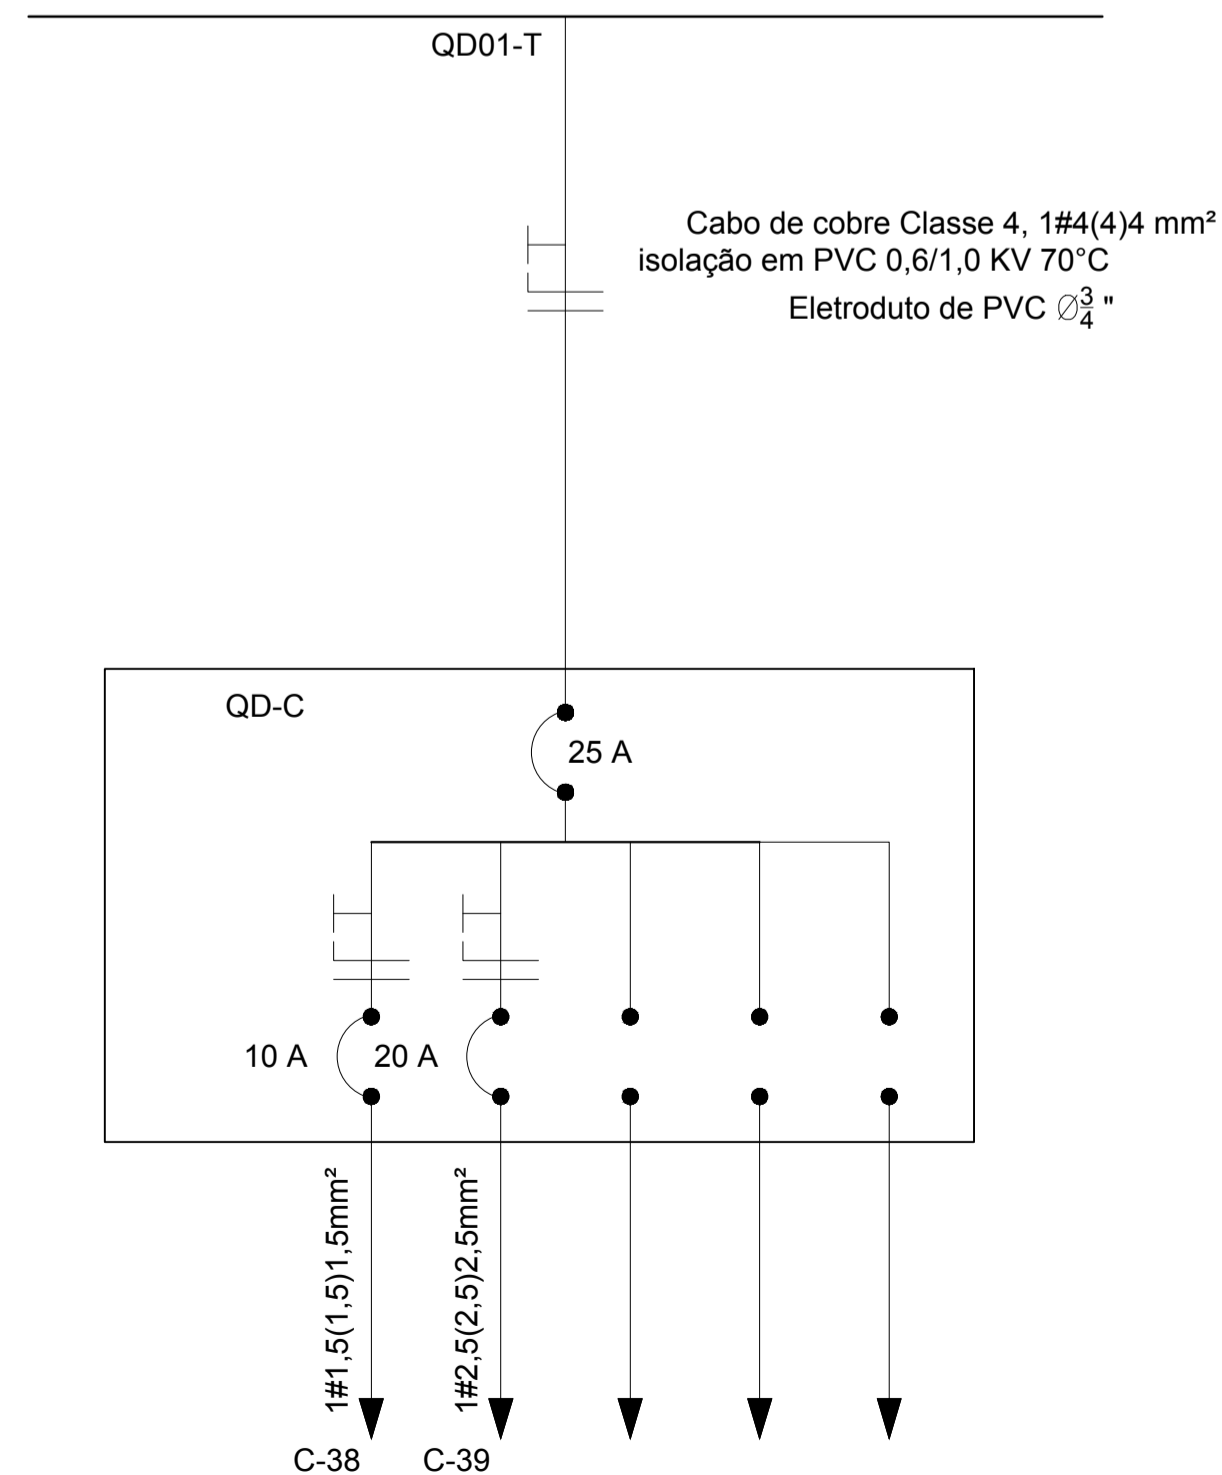 QD01-T
Cabo de cobre Classe 4, 1#4(4)4 mm²
isolação em PVC 0,6/1,0 KV 70°C
Eletroduto de PVC ∅3/4 "
QD-C
25 A
10 A
20 A
1#1,5(1,5)1,5mm²
1#2,5(2,5)2,5mm²
C-38
C-39